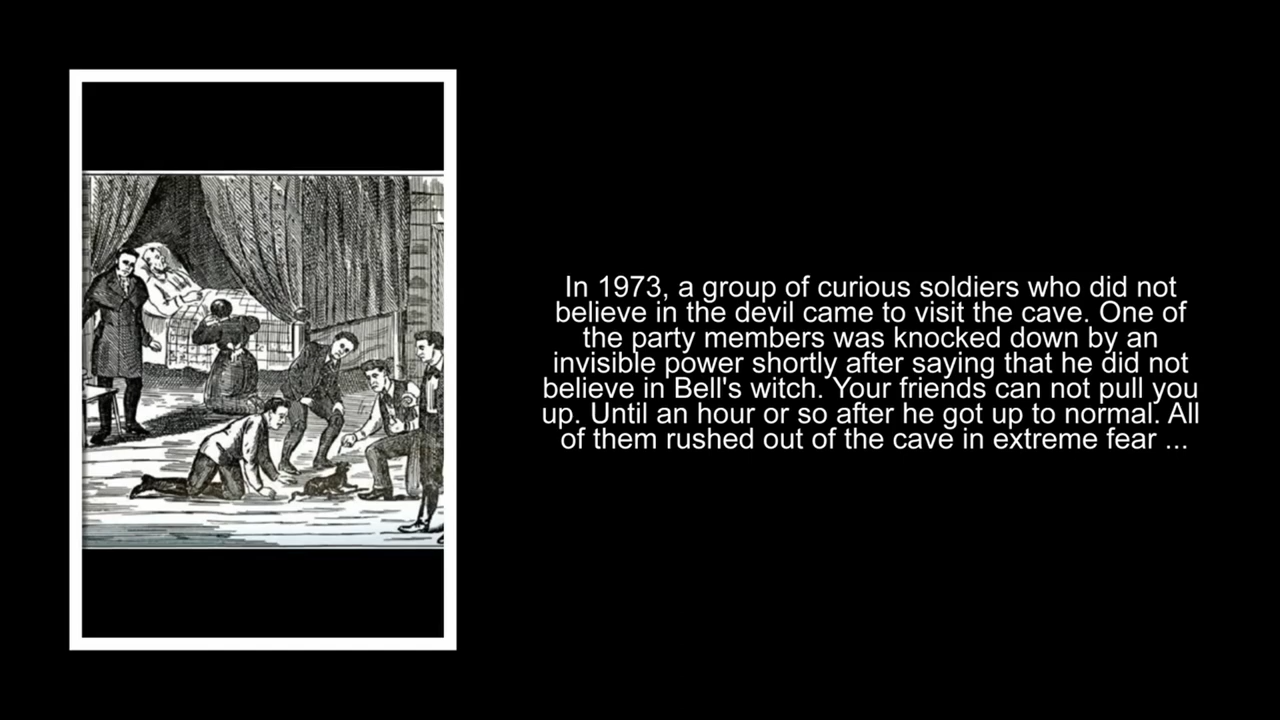 In 1973, a group of curious soldiers who did not
believe in the devil came to visit the cave. One of
the party members was knocked down by an
invisible power shortly after saying that he did not
believe in Bell's witch. Your friends can not pull you
up. Until an hour or so after he got up to normal. All
of them rushed out of the cave in extreme fear ...